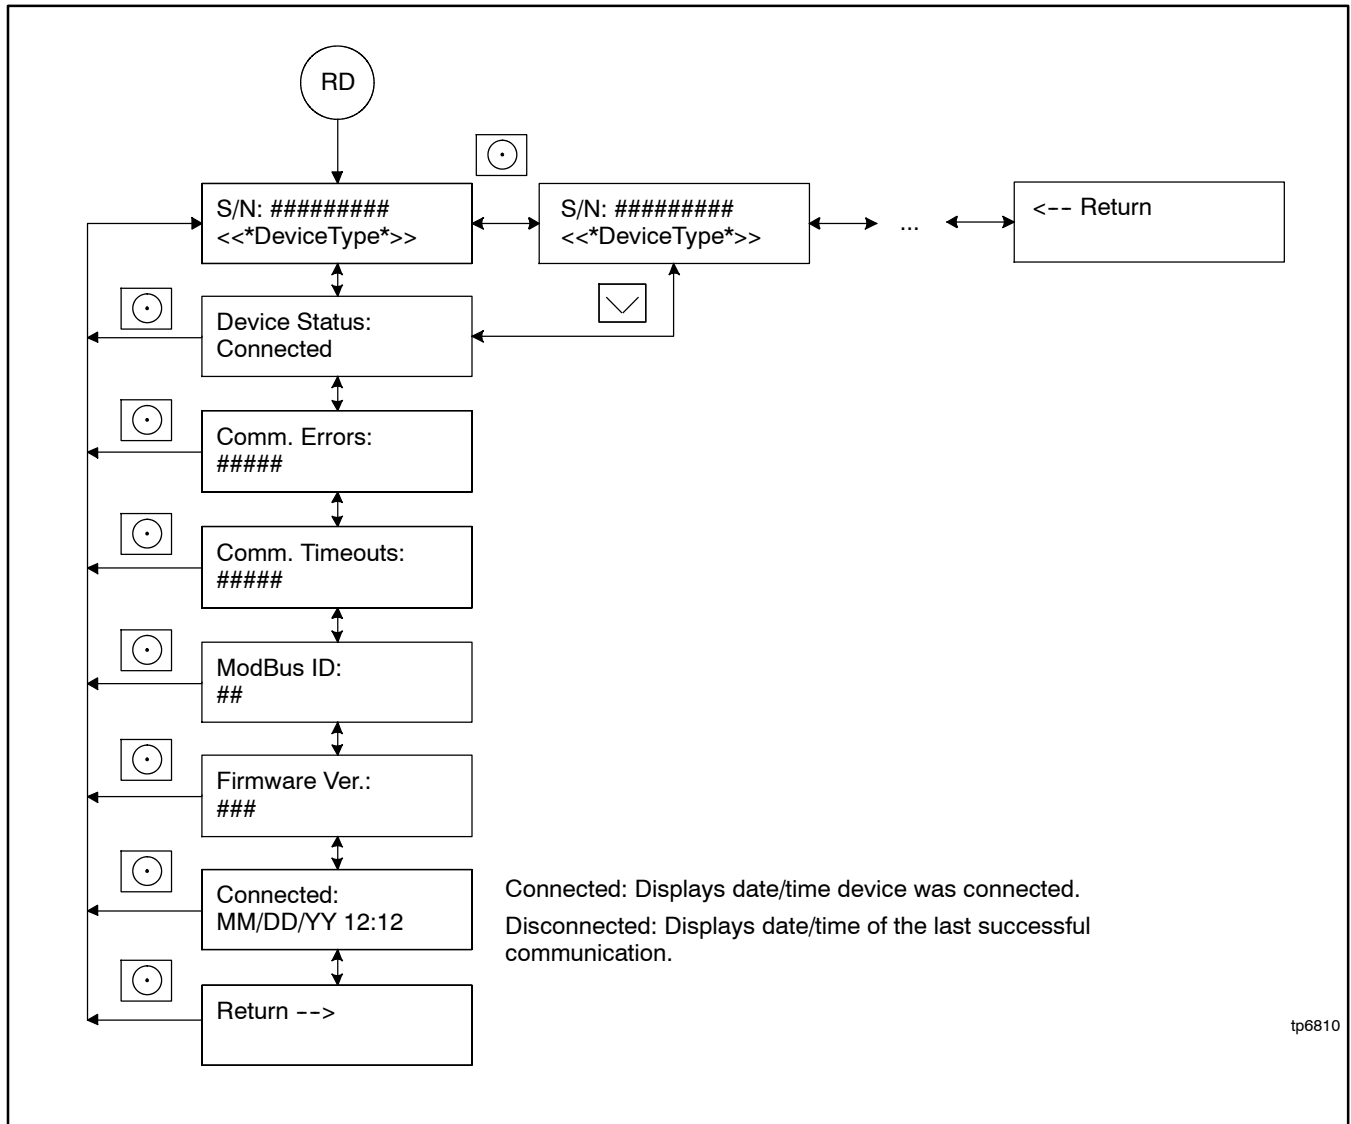 RD
S/N: #########
<<*DeviceType*>>
S/N: #########
<<*DeviceType*>>
...
<-- Return
Device Status:
Connected
Comm. Errors:
#####
Comm. Timeouts:
#####
ModBus ID:
##
Firmware Ver.:
###
Connected:
MM/DD/YY 12:12
Connected: Displays date/time device was connected.
Disconnected: Displays date/time of the last successful
communication.
Return -->
tp6810